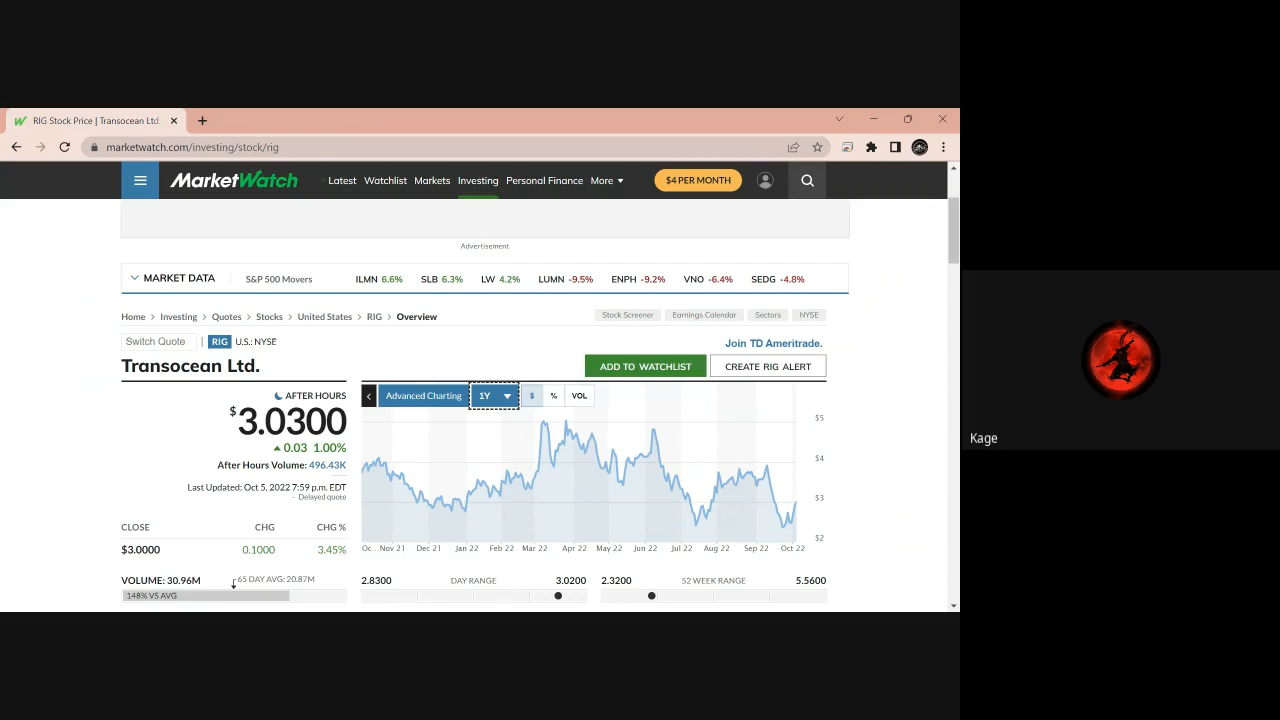 RIG Stock Price | Transocean Ltd.
marketwatch.com/investing/stock/rig
MarketWatch Latest Watchlist Markets Investing Personal Finance More $4 PER MONTH
Advertisement
MARKET DATA S&P 500 Movers ILMN 6.6% SLB 6.3% LW 4.2% LUMN -9.5% ENPH -9.2% VNO -6.4% SEDG -4.8%
Home > Investing > Quotes > Stocks > United States > RIG > Overview Stock Screener Earnings Calendar Sectors NYSE
Switch Quote | RIG U.S.: NYSE Join TD Ameritrade.
Transocean Ltd. ADD TO WATCHLIST CREATE RIG ALERT
Advanced Charting 1Y $ % VOL
AFTER HOURS
$3.0300
0.03 1.00%
After Hours Volume: 496.43K
Last Updated: Oct 5, 2022 7:59 p.m. EDT
- Delayed quote
CLOSE CHG CHG %
$3.0000 0.1000 3.45%
VOLUME: 30.96M 65 DAY AVG: 20.87M
148% VS AVG
$5
$4
$3
$2
Oc... Nov 21 Dec 21 Jan 22 Feb 22 Mar 22 Apr 22 May 22 Jun 22 Jul 22 Aug 22 Sep 22 Oct 22
2.8300 DAY RANGE 3.0200 2.3200 52 WEEK RANGE 5.5600
Kage